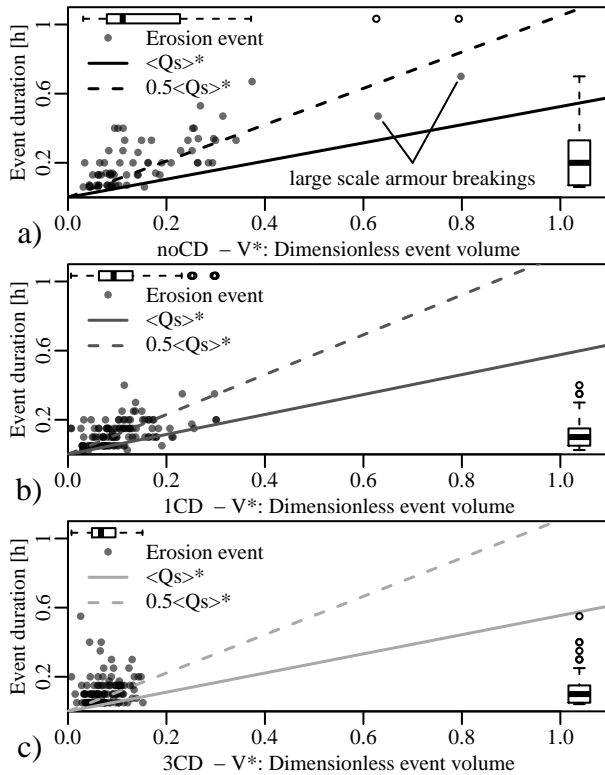 Event duration [h]
1
0.6
0.2
Erosion event
<Qs>*
0.5<Qs>*
large scale armour breakings
0.0 0.2 0.4 0.6 0.8 1.0
a)
noCD – V*: Dimensionless event volume
Event duration [h]
1
0.6
0.2
Erosion event
<Qs>*
0.5<Qs>*
0.0 0.2 0.4 0.6 0.8 1.0
b)
1CD – V*: Dimensionless event volume
Event duration [h]
1
0.6
0.2
Erosion event
<Qs>*
0.5<Qs>*
0.0 0.2 0.4 0.6 0.8 1.0
c)
3CD – V*: Dimensionless event volume